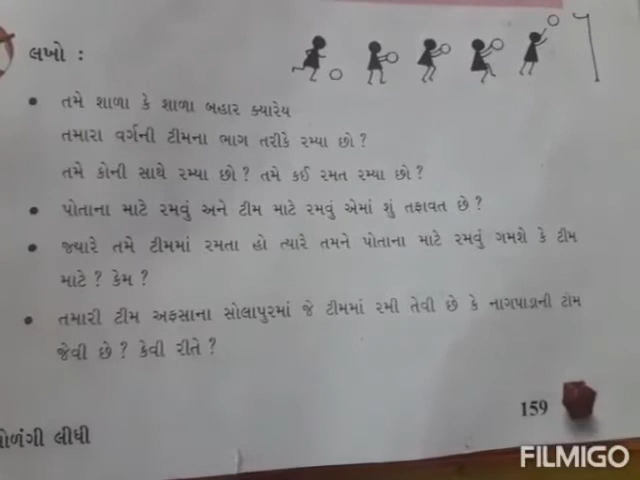 લખો :
તમે શાળા કે શાળા બહાર ક્યારેય
તમારા વર્ગની ટીમના ભાગ તરીકે રમ્યા છો ?
તમે કોની સાથે રમ્યા છો ? તમે કઈ રમત રમ્યા છો ?
પોતાના માટે રમવું અને ટીમ માટે રમવું એમાં શું તફાવત છે ?
જ્યારે તમે ટીમમાં રમતા હો ત્યારે તમને પોતાના માટે રમવું ગમશે કે ટીમ
માટે ? કેમ ?
તમારી ટીમ અફસાના સોલાપુરમાં જે ટીમમાં રમી તેવી છે કે નાગપાડાની ટીમ
જેવી છે ? કેવી રીતે ?
159
ળંગી લીધી
FILMIGO